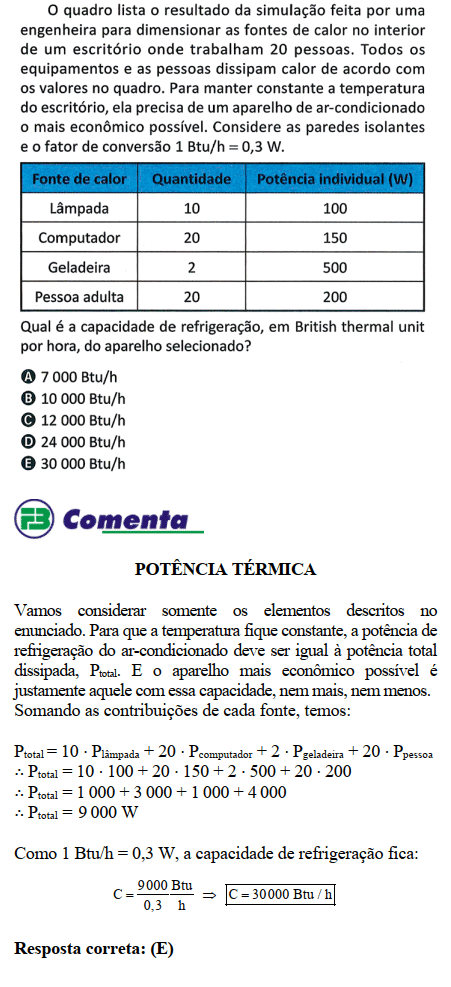 O quadro lista o resultado da simulação feita por uma
engenheira para dimensionar as fontes de calor no interior
de um escritório onde trabalham 20 pessoas. Todos os
equipamentos e as pessoas dissipam calor de acordo com
os valores no quadro. Para manter constante a temperatura
do escritório, ela precisa de um aparelho de ar-condicionado
o mais econômico possível. Considere as paredes isolantes
e o fator de conversão 1 Btu/h = 0,3 W.
Fonte de calor Quantidade Potência individual (W)
Lâmpada 10 100
Computador 20 150
Geladeira 2 500
Pessoa adulta 20 200
Qual é a capacidade de refrigeração, em British thermal unit
por hora, do aparelho selecionado?
A 7 000 Btu/h
B 10 000 Btu/h
C 12 000 Btu/h
D 24 000 Btu/h
E 30 000 Btu/h
FB Comenta
POTÊNCIA TÉRMICA
Vamos considerar somente os elementos descritos no
enunciado. Para que a temperatura fique constante, a potência de
refrigeração do ar-condicionado deve ser igual à potência total
dissipada, Ptotal. E o aparelho mais econômico possível é
justamente aquele com essa capacidade, nem mais, nem menos.
Somando as contribuições de cada fonte, temos:
Ptotal = 10 · Plâmpada + 20 · Pcomputador + 2 · Pgeladeira + 20 · Ppessoa
∴ Ptotal = 10 · 100 + 20 · 150 + 2 · 500 + 20 · 200
∴ Ptotal = 1 000 + 3 000 + 1 000 + 4 000
∴ Ptotal = 9 000 W
Como 1 Btu/h = 0,3 W, a capacidade de refrigeração fica:
C = 9000/0,3 Btu/h ⇒ C = 30000 Btu / h
Resposta correta: (E)